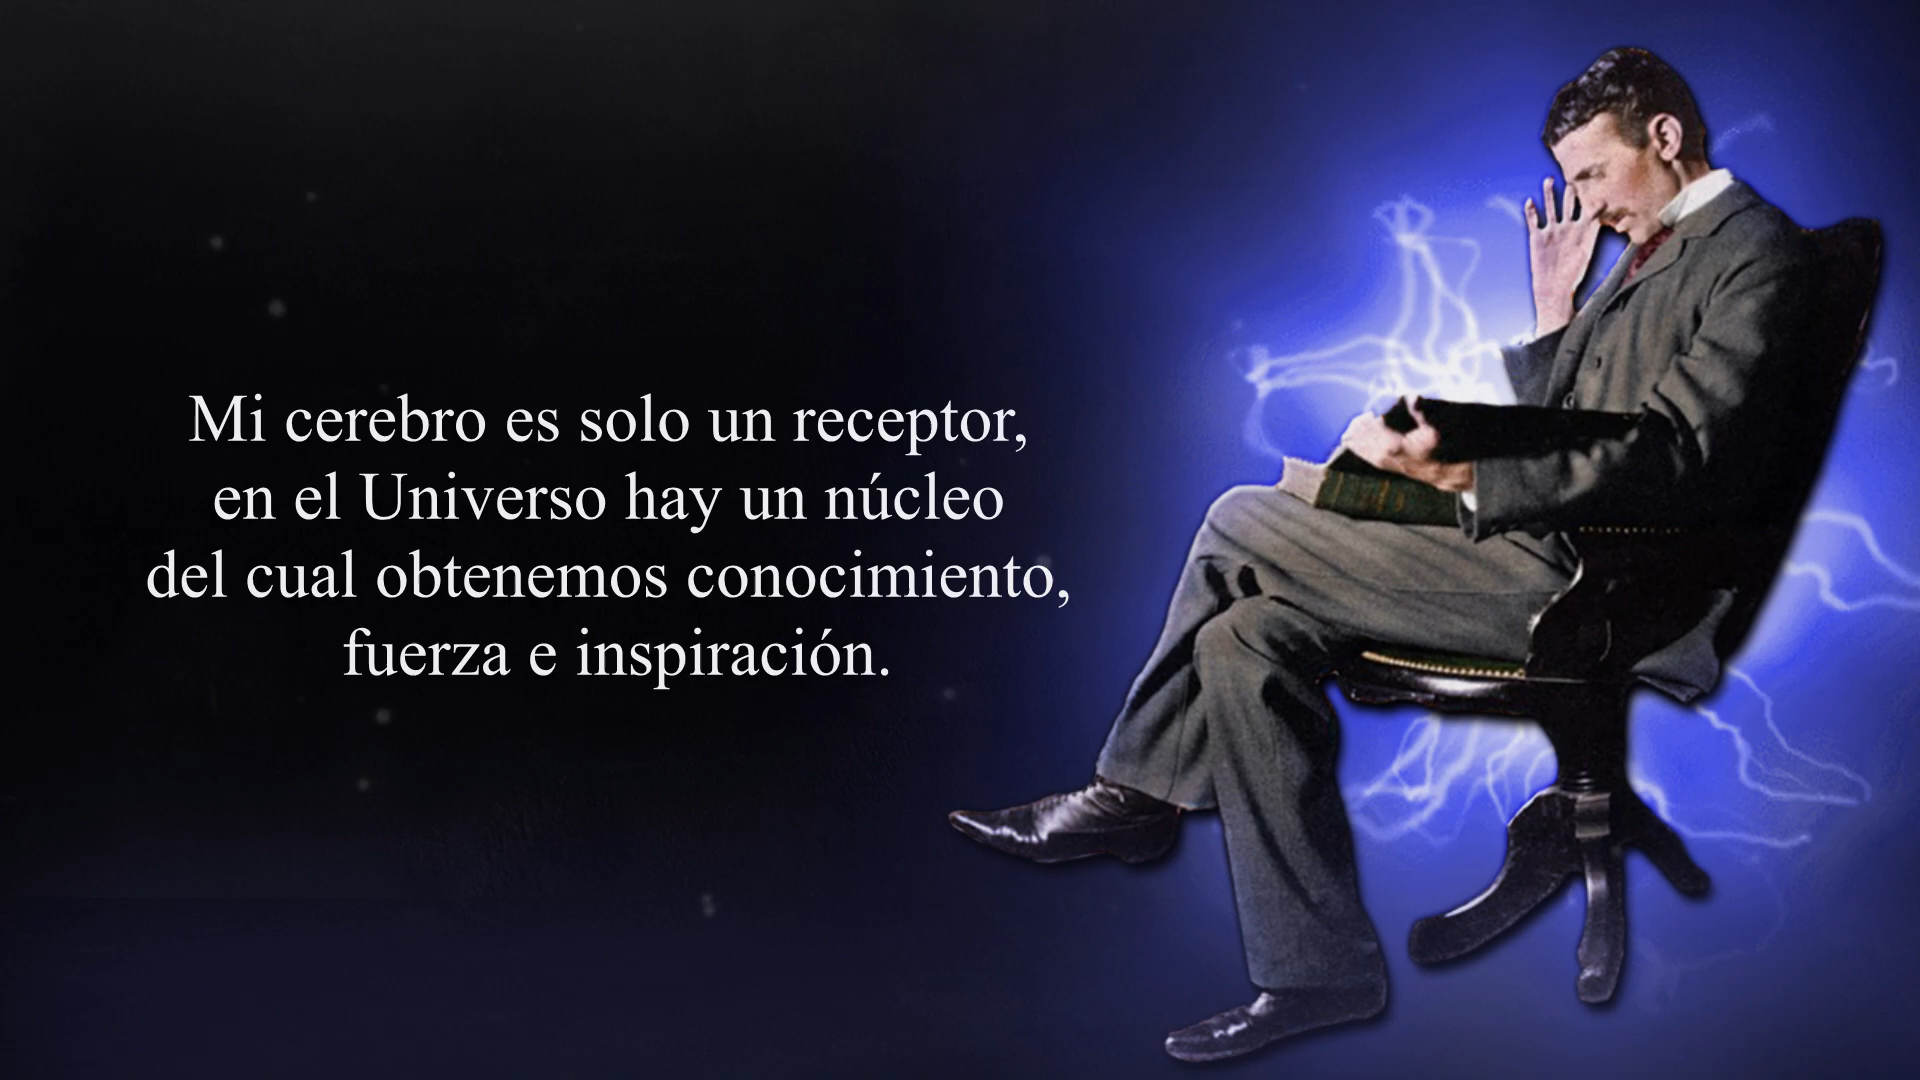 Mi cerebro es solo un receptor,
en el Universo hay un núcleo
del cual obtenemos conocimiento,
fuerza e inspiración.